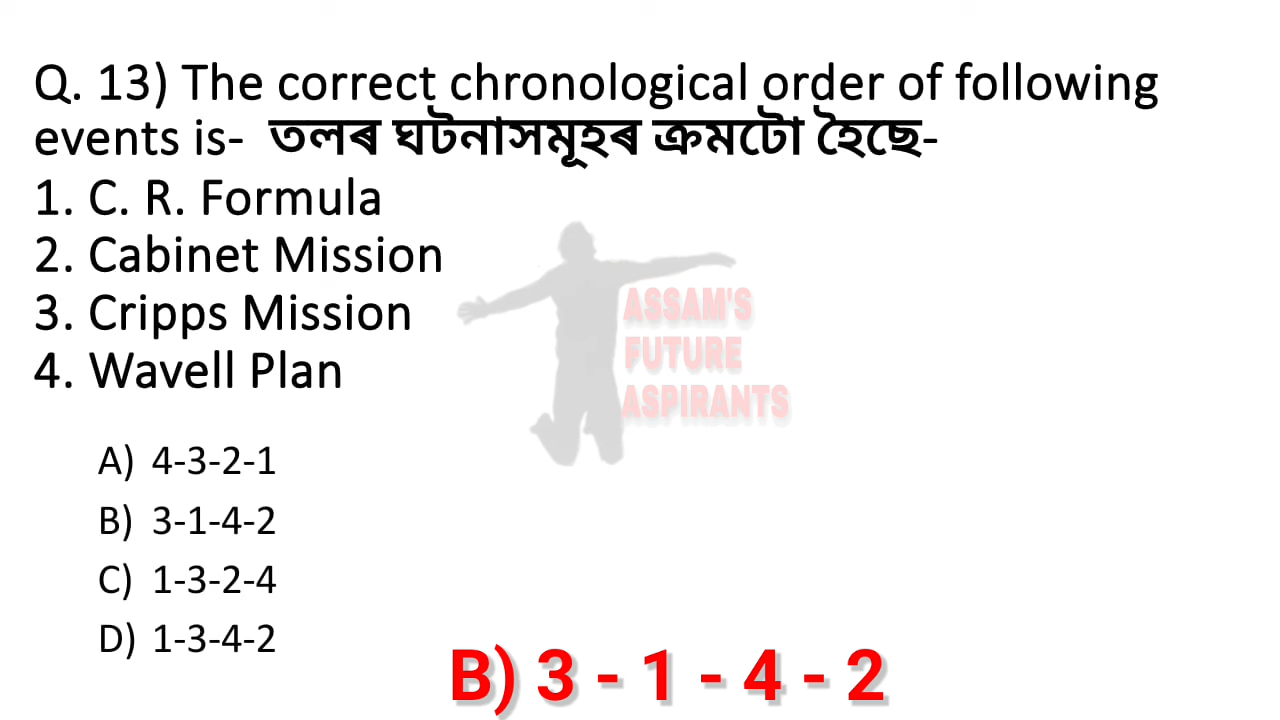 Q. 13) The correct chronological order of following
events is- তলৰ ঘটনাসমূহৰ ক্ৰমটো হৈছে-
1. C. R. Formula
2. Cabinet Mission
3. Cripps Mission
4. Wavell Plan
ASSAM'S
FUTURE
ASPIRANTS
A) 4-3-2-1
B) 3-1-4-2
C) 1-3-2-4
D) 1-3-4-2
B) 3 - 1 - 4 - 2